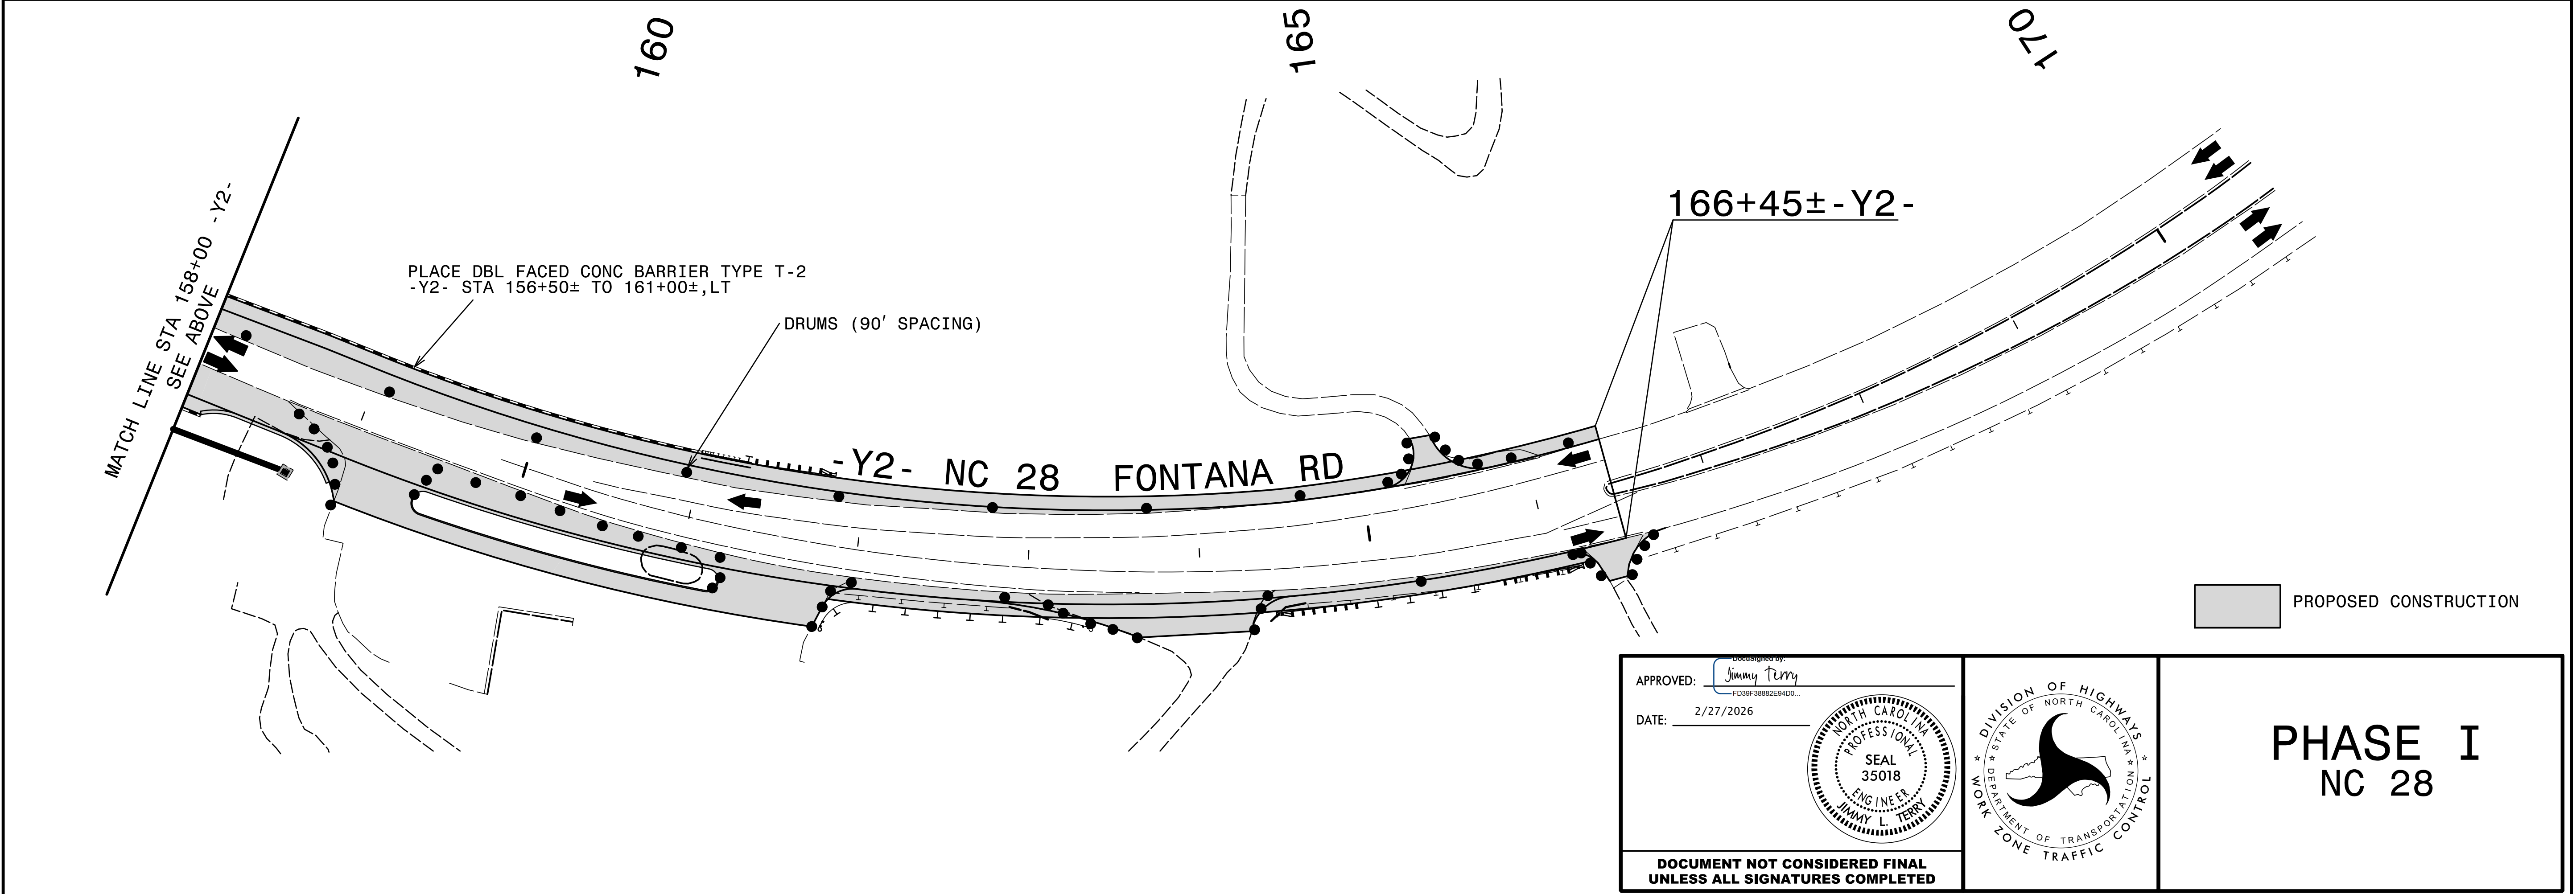 160
165
170
MATCH LINE STA 158+00 -Y2-
SEE ABOVE
166+45±-Y2-
PLACE DBL FACED CONC BARRIER TYPE T-2
-Y2- STA 156+50± TO 161+00±,LT
DRUMS (90' SPACING)
-Y2- NC 28 FONTANA RD
PROPOSED CONSTRUCTION
DocuSigned by:
APPROVED: Jimmy Terry
FD39F38882E94D0...
DATE: 2/27/2026
NORTH CAROLINA
PROFESSIONAL
SEAL
35018
ENGINEER
JIMMY L. TERRY
DOCUMENT NOT CONSIDERED FINAL
UNLESS ALL SIGNATURES COMPLETED
DIVISION OF HIGHWAYS
STATE OF NORTH CAROLINA
DEPARTMENT OF TRANSPORTATION
WORK ZONE TRAFFIC CONTROL
PHASE I
NC 28